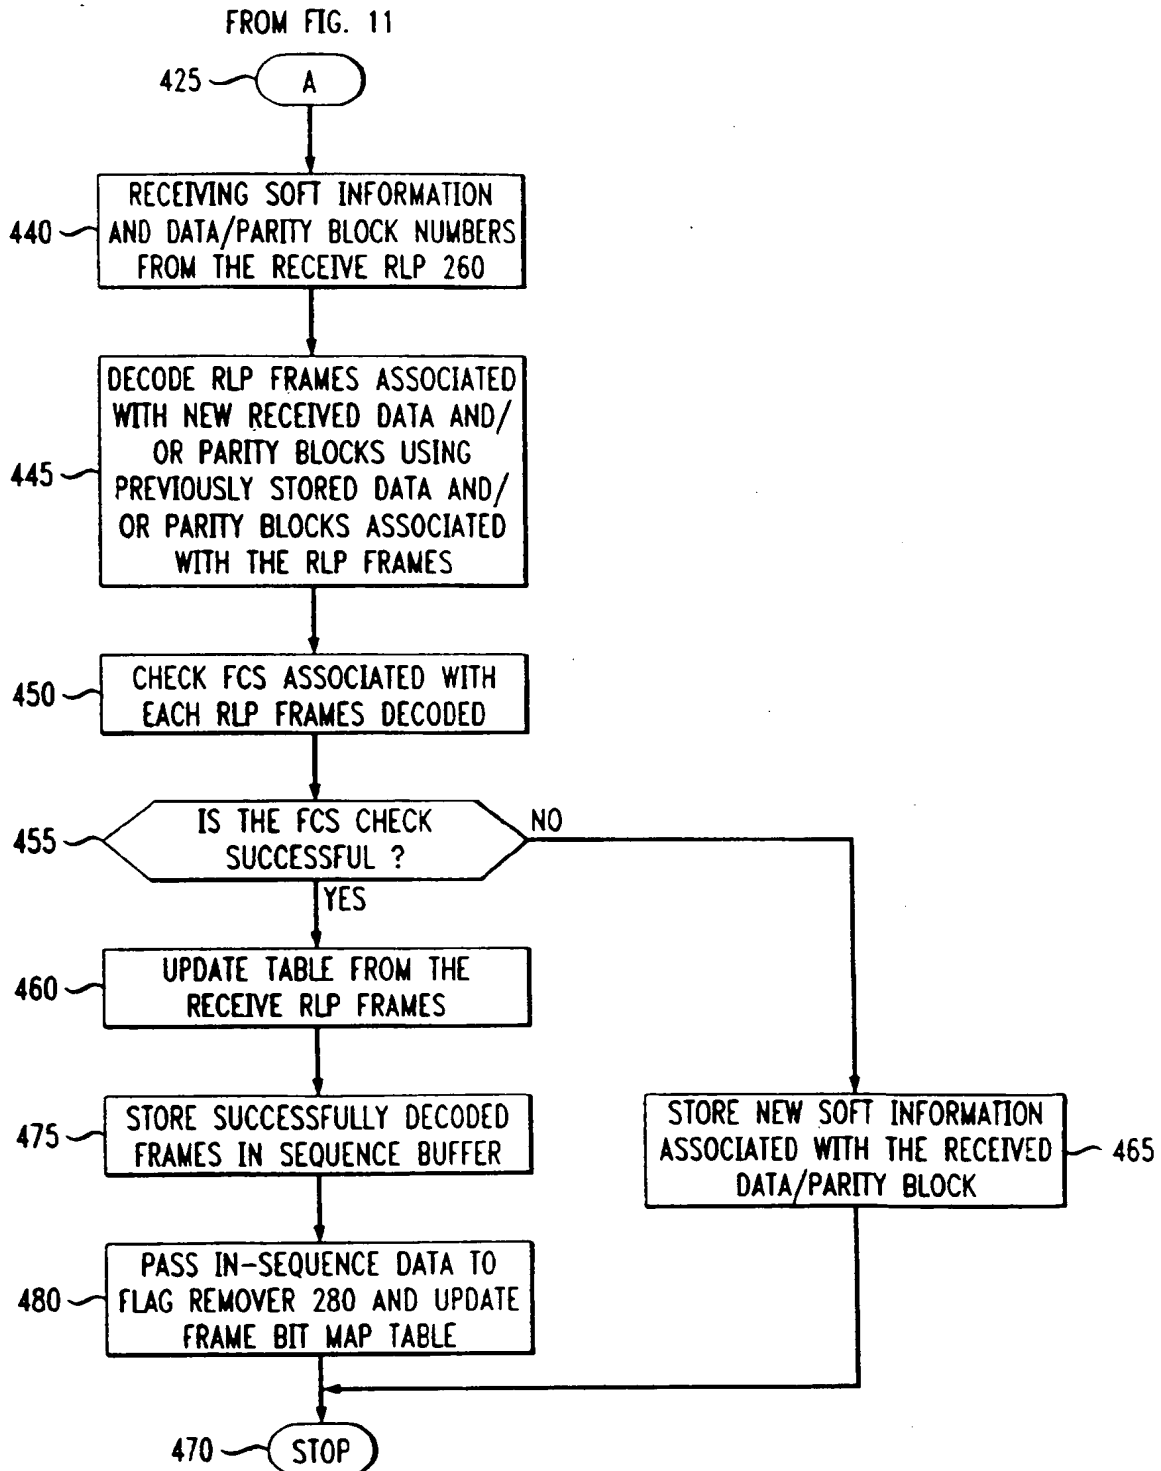 FROM FIG. 11
425
A
440
RECEIVING SOFT INFORMATION
AND DATA/PARITY BLOCK NUMBERS
FROM THE RECEIVE RLP 260
445
DECODE RLP FRAMES ASSOCIATED
WITH NEW RECEIVED DATA AND/
OR PARITY BLOCKS USING
PREVIOUSLY STORED DATA AND/
OR PARITY BLOCKS ASSOCIATED
WITH THE RLP FRAMES
450
CHECK FCS ASSOCIATED WITH
EACH RLP FRAMES DECODED
455
IS THE FCS CHECK
SUCCESSFUL ?
NO
YES
460
UPDATE TABLE FROM THE
RECEIVE RLP FRAMES
475
STORE SUCCESSFULLY DECODED
FRAMES IN SEQUENCE BUFFER
STORE NEW SOFT INFORMATION
ASSOCIATED WITH THE RECEIVED
DATA/PARITY BLOCK
465
480
PASS IN-SEQUENCE DATA TO
FLAG REMOVER 280 AND UPDATE
FRAME BIT MAP TABLE
470
STOP